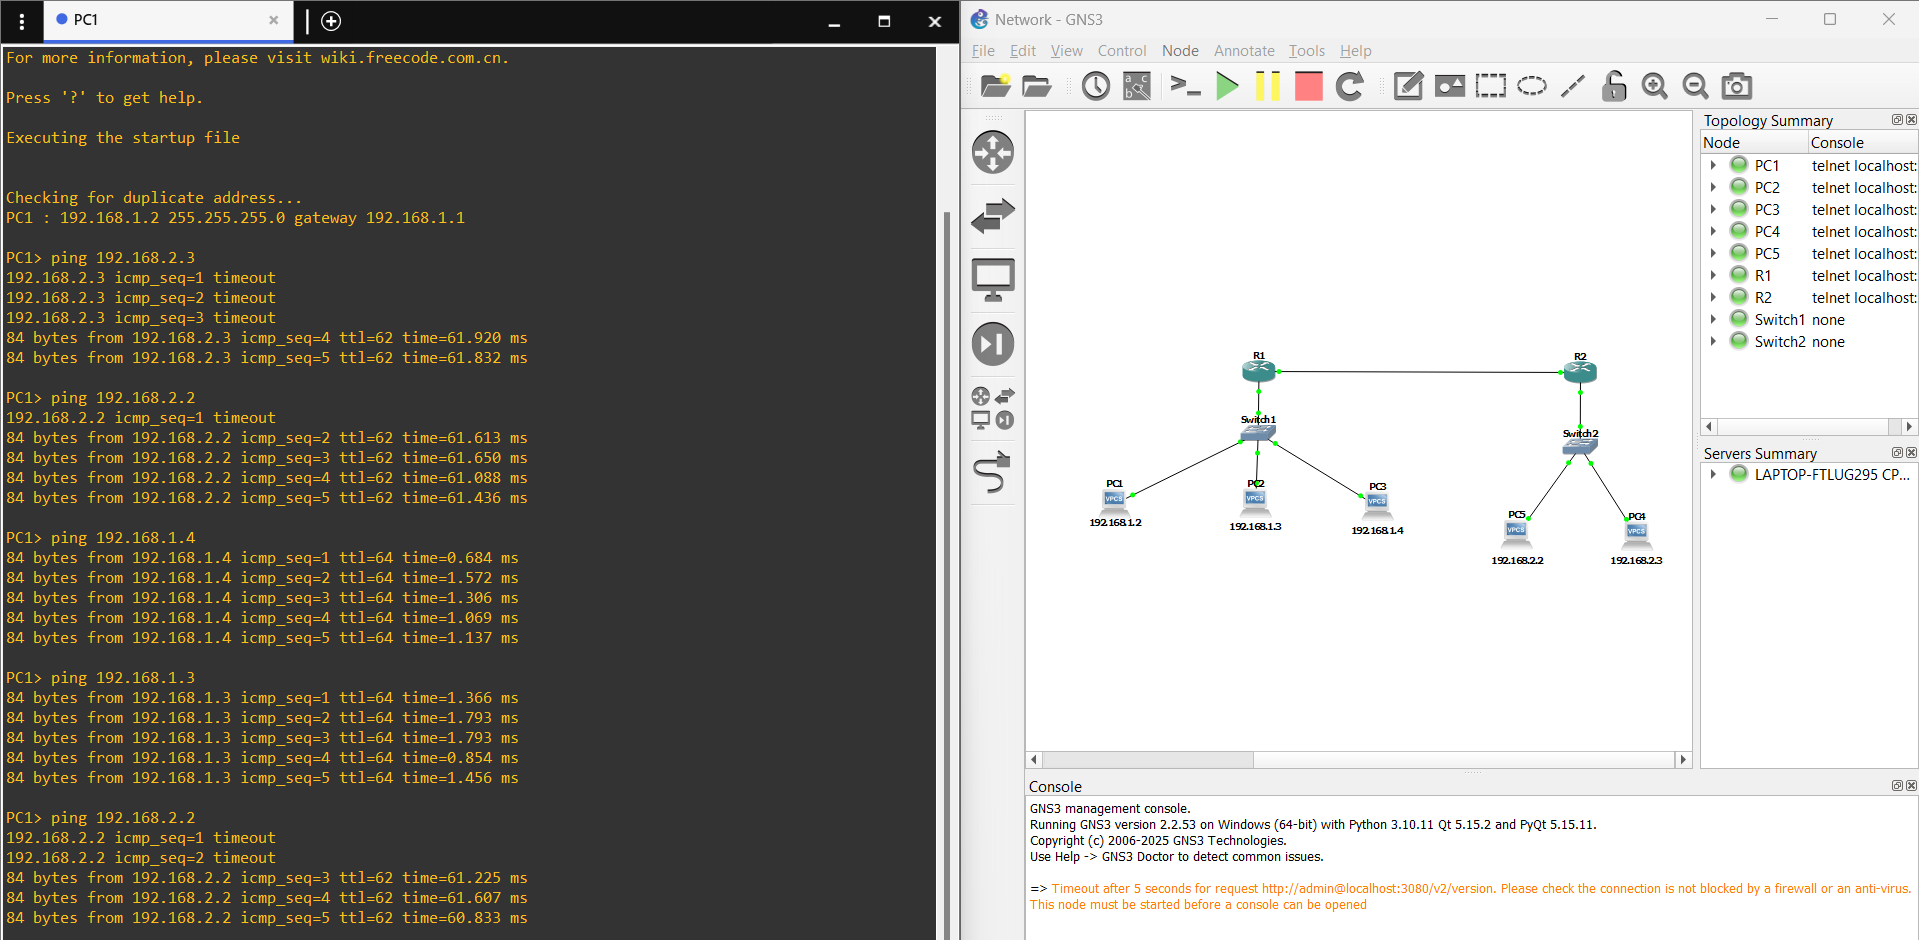 PC1
For more information, please visit wiki.freecode.com.cn.
Press '?' to get help.
Executing the startup file
Checking for duplicate address...
PC1 : 192.168.1.2 255.255.255.0 gateway 192.168.1.1
PC1> ping 192.168.2.3
192.168.2.3 icmp_seq=1 timeout
192.168.2.3 icmp_seq=2 timeout
192.168.2.3 icmp_seq=3 timeout
84 bytes from 192.168.2.3 icmp_seq=4 ttl=62 time=61.920 ms
84 bytes from 192.168.2.3 icmp_seq=5 ttl=62 time=61.832 ms
PC1> ping 192.168.2.2
192.168.2.2 icmp_seq=1 timeout
84 bytes from 192.168.2.2 icmp_seq=2 ttl=62 time=61.613 ms
84 bytes from 192.168.2.2 icmp_seq=3 ttl=62 time=61.650 ms
84 bytes from 192.168.2.2 icmp_seq=4 ttl=62 time=61.088 ms
84 bytes from 192.168.2.2 icmp_seq=5 ttl=62 time=61.436 ms
PC1> ping 192.168.1.4
84 bytes from 192.168.1.4 icmp_seq=1 ttl=64 time=0.684 ms
84 bytes from 192.168.1.4 icmp_seq=2 ttl=64 time=1.572 ms
84 bytes from 192.168.1.4 icmp_seq=3 ttl=64 time=1.306 ms
84 bytes from 192.168.1.4 icmp_seq=4 ttl=64 time=1.069 ms
84 bytes from 192.168.1.4 icmp_seq=5 ttl=64 time=1.137 ms
PC1> ping 192.168.1.3
84 bytes from 192.168.1.3 icmp_seq=1 ttl=64 time=1.366 ms
84 bytes from 192.168.1.3 icmp_seq=2 ttl=64 time=1.793 ms
84 bytes from 192.168.1.3 icmp_seq=3 ttl=64 time=1.793 ms
84 bytes from 192.168.1.3 icmp_seq=4 ttl=64 time=0.854 ms
84 bytes from 192.168.1.3 icmp_seq=5 ttl=64 time=1.456 ms
PC1> ping 192.168.2.2
192.168.2.2 icmp_seq=1 timeout
192.168.2.2 icmp_seq=2 timeout
84 bytes from 192.168.2.2 icmp_seq=3 ttl=62 time=61.225 ms
84 bytes from 192.168.2.2 icmp_seq=4 ttl=62 time=61.607 ms
84 bytes from 192.168.2.2 icmp_seq=5 ttl=62 time=60.833 ms
Network - GNS3
File Edit View Control Node Annotate Tools Help
R1
R2
Switch1
Switch2
PC1
VPCS
192.168.1.2
PC2
VPCS
192.168.1.3
PC3
VPCS
192.168.1.4
PC5
VPCS
192.168.2.2
PC4
VPCS
192.168.2.3
Topology Summary
Node Console
PC1 telnet localhost:
PC2 telnet localhost:
PC3 telnet localhost:
PC4 telnet localhost:
PC5 telnet localhost:
R1 telnet localhost:
R2 telnet localhost:
Switch1 none
Switch2 none
Servers Summary
LAPTOP-FTLUG295 CP...
Console
GNS3 management console.
Running GNS3 version 2.2.53 on Windows (64-bit) with Python 3.10.11 Qt 5.15.2 and PyQt 5.15.11.
Copyright (c) 2006-2025 GNS3 Technologies.
Use Help -> GNS3 Doctor to detect common issues.
=> Timeout after 5 seconds for request http://admin@localhost:3080/v2/version. Please check the connection is not blocked by a firewall or an anti-virus.
This node must be started before a console can be opened